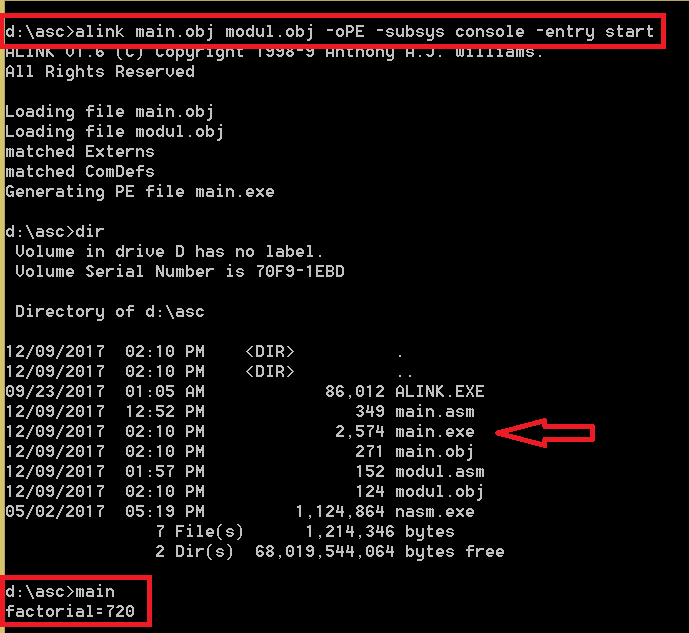 d:\asc>alink main.obj modul.obj -oPE -subsys console -entry start
ALINK v1.6 (C) Copyright 1998-9 Anthony A.J. Williams.
All Rights Reserved
Loading file main.obj
Loading file modul.obj
matched Externs
matched ComDefs
Generating PE file main.exe
d:\asc>dir
Volume in drive D has no label.
Volume Serial Number is 70F9-1EBD
Directory of d:\asc
12/09/2017  02:10 PM    <DIR>          .
12/09/2017  02:10 PM    <DIR>          ..
09/23/2017  01:05 AM            86,012 ALINK.EXE
12/09/2017  12:52 PM               349 main.asm
12/09/2017  02:10 PM             2,574 main.exe
12/09/2017  02:10 PM               271 main.obj
12/09/2017  01:57 PM               152 modul.asm
12/09/2017  02:10 PM               124 modul.obj
05/02/2017  05:19 PM         1,124,864 nasm.exe
7 File(s)      1,214,346 bytes
2 Dir(s)  68,019,544,064 bytes free
d:\asc>main
factorial=720